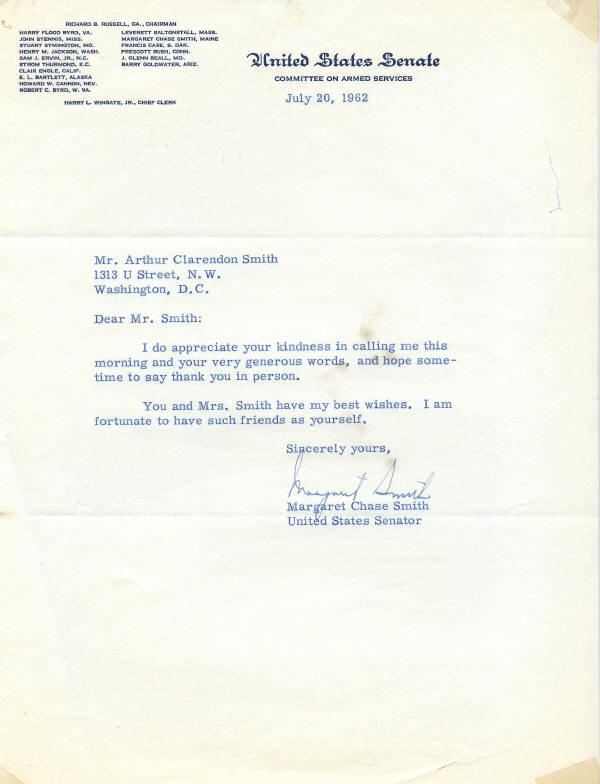 RICHARD B. RUSSELL, GA., CHAIRMAN
HARRY FLOOD BYRD, VA.
JOHN STENNIS, MISS.
STUART SYMINGTON, MO.
HENRY M. JACKSON, WASH.
SAM J. ERVIN, JR., N.C.
STROM THURMOND, S.C.
CLAIR ENGLE, CALIF.
E. L. BARTLETT, ALASKA
HOWARD W. CANNON, NEV.
ROBERT C. BYRD, W. VA.
LEVERETT SALTONSTALL, MASS.
MARGARET CHASE SMITH, MAINE
FRANCIS CASE, S. DAK.
PRESCOTT BUSH, CONN.
J. GLENN BEALL, MD.
BARRY GOLDWATER, ARIZ.
HARRY L. WINGATE, JR., CHIEF CLERK
United States Senate
COMMITTEE ON ARMED SERVICES
July 20, 1962
Mr. Arthur Clarendon Smith
1313 U Street, N.W.
Washington, D.C.
Dear Mr. Smith:
I do appreciate your kindness in calling me this
morning and your very generous words, and hope some-
time to say thank you in person.
You and Mrs. Smith have my best wishes. I am
fortunate to have such friends as yourself.
Sincerely yours,
Margaret Smith
Margaret Chase Smith
United States Senator